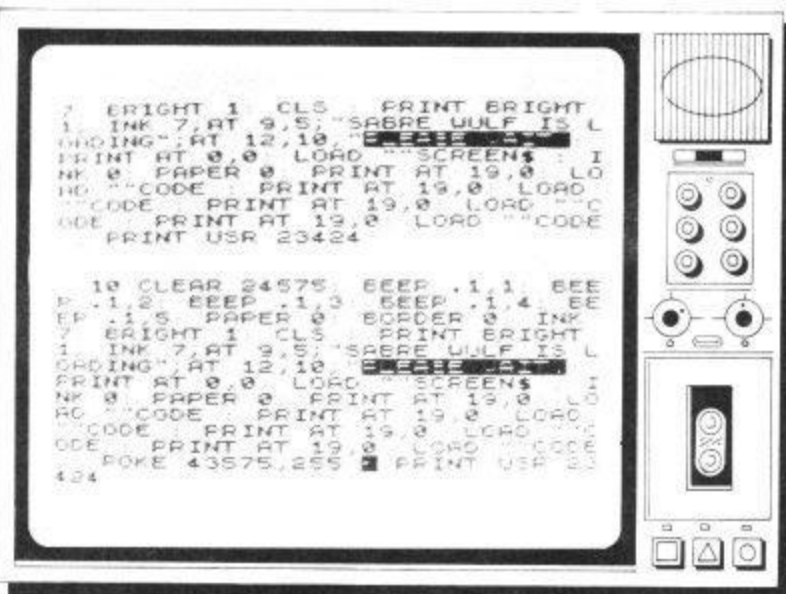 7 BRIGHT 1 CLS : PRINT BRIGHT
1; INK 7;AT 9,5;"SABRE WULF IS L
OADING";AT 12,10;"PLEASE
PRINT AT 0,0: LOAD ""SCREEN$ : I
NK 0: PAPER 0: PRINT AT 19,0: LO
AD ""CODE : PRINT AT 19,0: LOAD
""CODE : PRINT AT 19,0: LOAD ""C
ODE : PRINT AT 19,0: LOAD ""CODE
PRINT USR 23424
10 CLEAR 24575: BEEP .1,1: BEE
P .1,2: BEEP .1,3: BEEP .1,4: BE
EP .1,5: PAPER 0: BORDER 0: INK
7: BRIGHT 1: CLS : PRINT BRIGHT
1; INK 7;AT 9,5;"SABRE WULF IS L
OADING";AT 12,10;"PLEASE WAIT"
PRINT AT 0,0: LOAD ""SCREEN$ : I
NK 0: PAPER 0: PRINT AT 19,0: LO
AD ""CODE : PRINT AT 19,0: LOAD
""CODE : PRINT AT 19,0: LOAD ""C
ODE : PRINT AT 19,0: LOAD ""CODE
: POKE 43575,255: PRINT USR 23
424